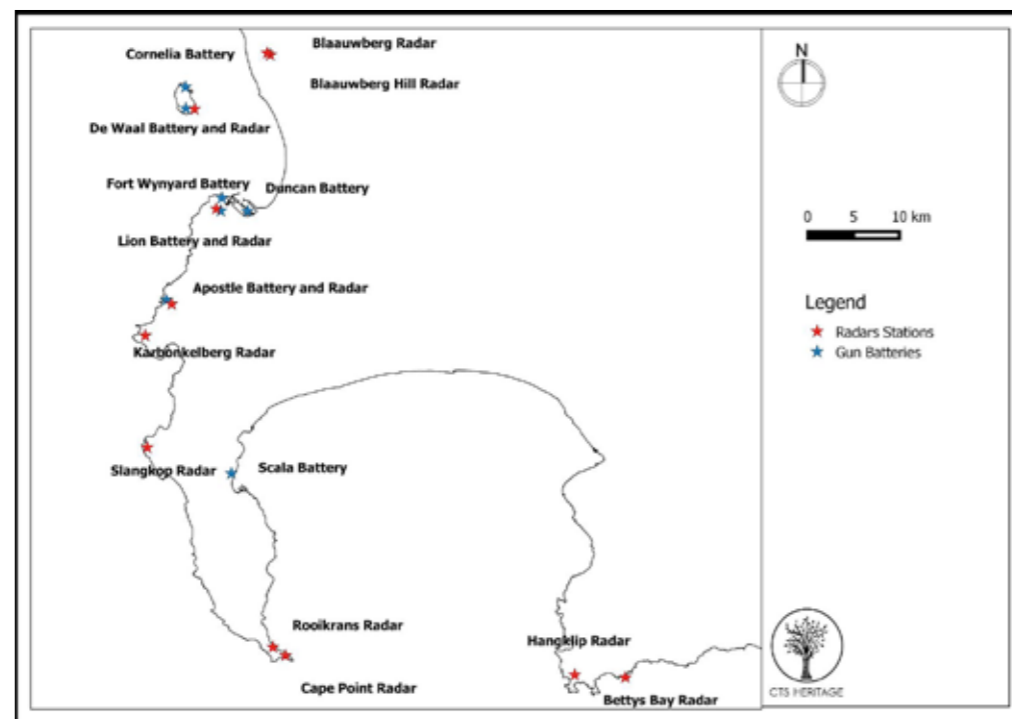 Blaauwberg Radar
Cornelia Battery
Blaauwberg Hill Radar
De Waal Battery and Radar
Fort Wynyard Battery
Duncan Battery
Lion Battery and Radar
Apostle Battery and Radar
Karbonkelberg Radar
Slangkop Radar
Scala Battery
Rooikrans Radar
Cape Point Radar
Hangklip Radar
Bettys Bay Radar
N
0 5 10 km
Legend
Radars Stations
Gun Batteries
CTS HERITAGE